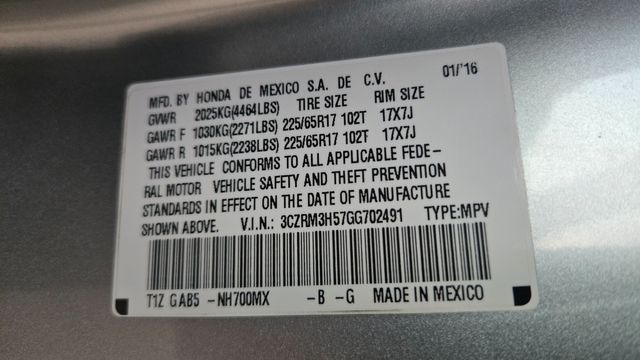 MFD. BY HONDA DE MEXICO S.A. DE C.V. 01/'16
GVWR 2025KG(4464LBS) TIRE SIZE RIM SIZE
GAWR F 1030KG(2271LBS) 225/65R17 102T 17X7J
GAWR R 1015KG(2238LBS) 225/65R17 102T 17X7J
THIS VEHICLE CONFORMS TO ALL APPLICABLE FEDE-
RAL MOTOR VEHICLE SAFETY AND THEFT PREVENTION
STANDARDS IN EFFECT ON THE DATE OF MANUFACTURE
SHOWN ABOVE. V.I.N.: 3CZRM3H57GG702491 TYPE:MPV
T1Z GAB5 -NH700MX -B -G MADE IN MEXICO